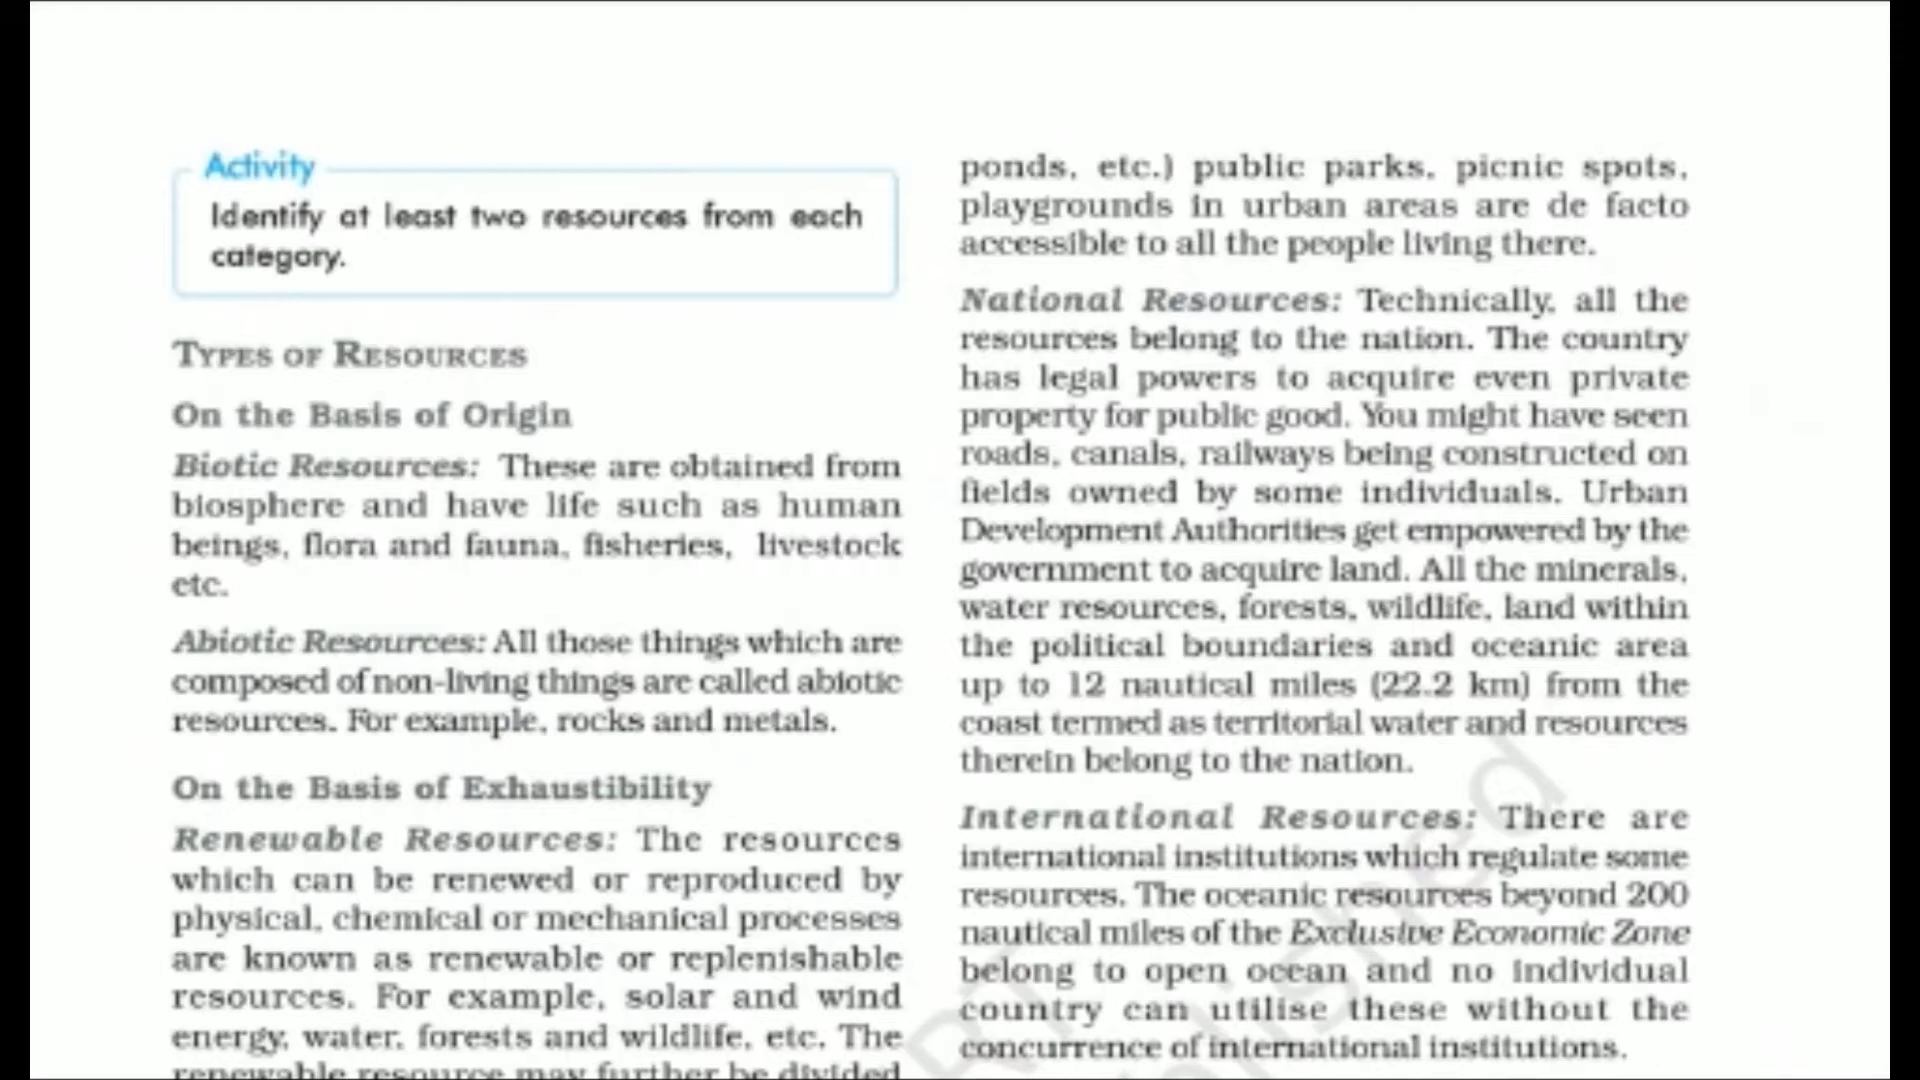 Activity
Identify at least two resources from each
category.
TYPES OF RESOURCES
On the Basis of Origin
Biotic Resources: These are obtained from
biosphere and have life such as human
beings, flora and fauna, fisheries, livestock
etc.
Abiotic Resources: All those things which are
composed of non-living things are called abiotic
resources. For example, rocks and metals.
On the Basis of Exhaustibility
Renewable Resources: The resources
which can be renewed or reproduced by
physical, chemical or mechanical processes
are known as renewable or replenishable
resources. For example, solar and wind
energy, water, forests and wildlife, etc. The
renewable resource may further be divided
ponds, etc.) public parks, picnic spots,
playgrounds in urban areas are de facto
accessible to all the people living there.
National Resources: Technically, all the
resources belong to the nation. The country
has legal powers to acquire even private
property for public good. You might have seen
roads, canals, railways being constructed on
fields owned by some individuals. Urban
Development Authorities get empowered by the
government to acquire land. All the minerals,
water resources, forests, wildlife, land within
the political boundaries and oceanic area
up to 12 nautical miles (22.2 km) from the
coast termed as territorial water and resources
therein belong to the nation.
International Resources: There are
international institutions which regulate some
resources. The oceanic resources beyond 200
nautical miles of the Exclusive Economic Zone
belong to open ocean and no individual
country can utilise these without the
concurrence of international institutions.